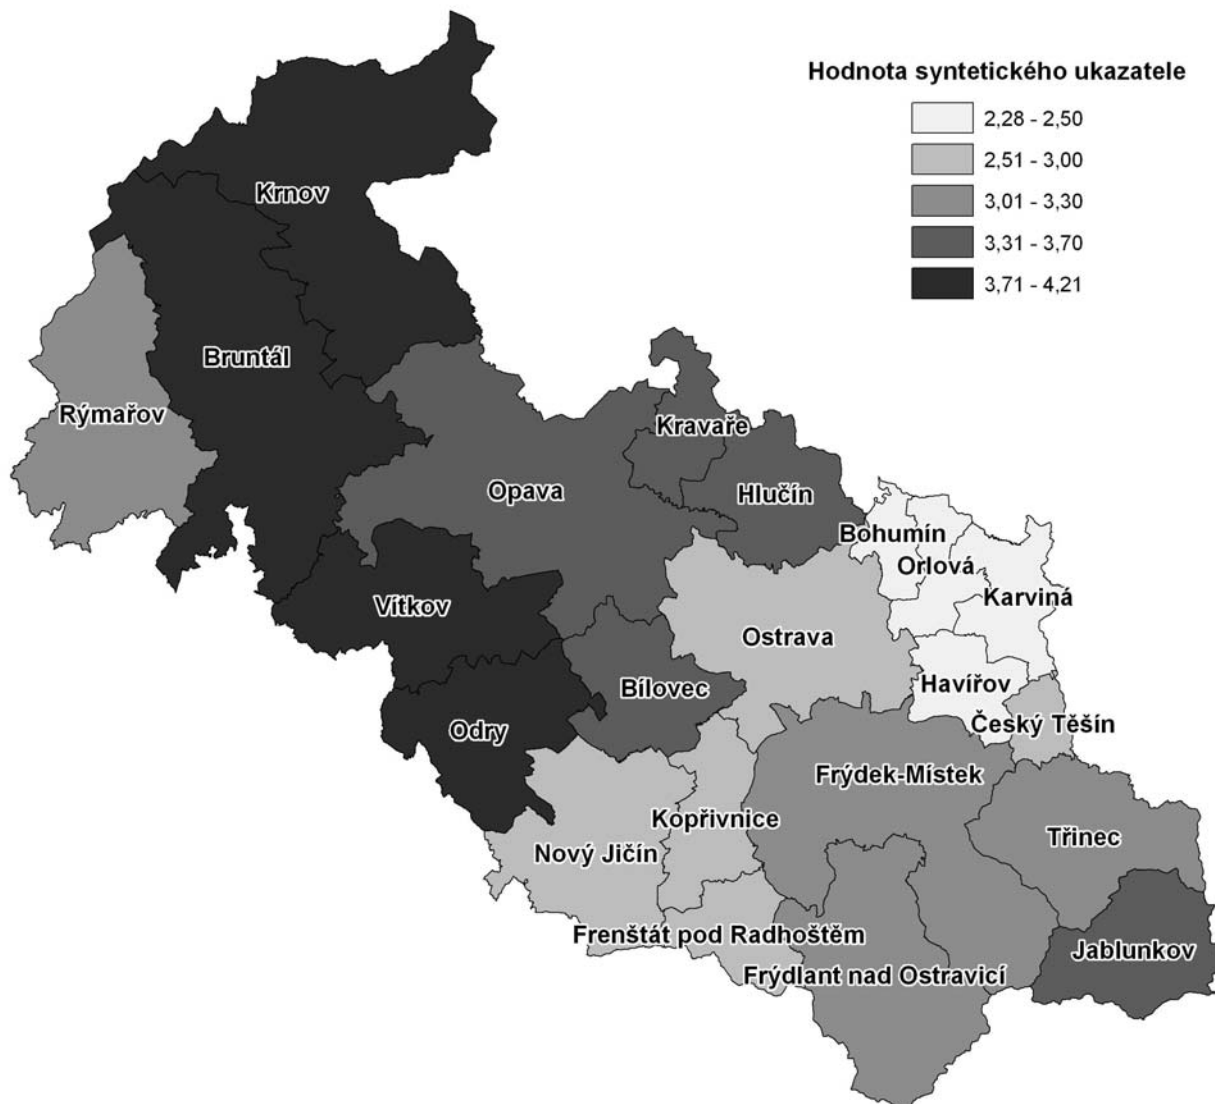 Hodnota syntetického ukazatele
2,28 - 2,50
2,51 - 3,00
3,01 - 3,30
3,31 - 3,70
3,71 - 4,21
Krnov
Bruntál
Rýmařov
Kravaře
Opava
Hlučín
Bohumín
Orlová
Karviná
Vítkov
Ostrava
Bílovec
Havířov
Odry
Český Těšín
Frýdek-Místek
Kopřivnice
Třinec
Nový Jičín
Frenštát pod Radhoštěm
Jablunkov
Frýdlant nad Ostravicí